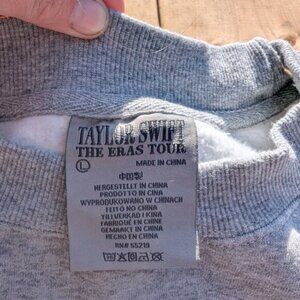 TAYLOR SWIFT
THE ERAS TOUR
L
MADE IN CHINA
中国製
HERGESTELLT IN CHINA
PRODOTTO IN CINA
WYPRODUKOWANO W CHINACH
FEITO NO CHINA
TILLVERKAD I KINA
FABRIQUÉ EN CHINE
GEMAAKT IN CHINA
HECHO EN CHINA
RN# 55219